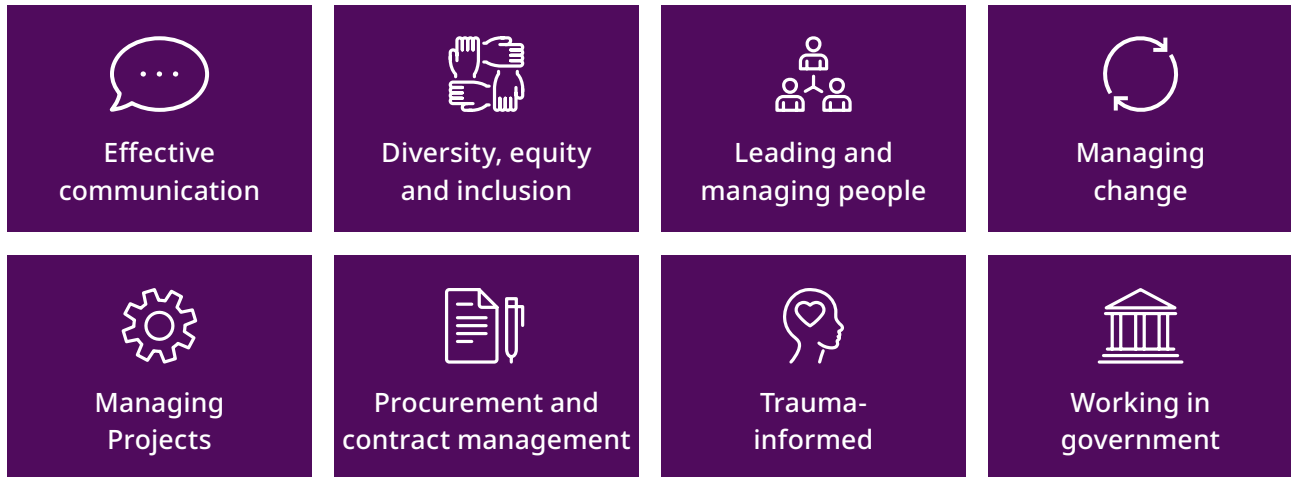 Effective
communication
Diversity, equity
and inclusion
Leading and
managing people
Managing
change
Managing
Projects
Procurement and
contract management
Trauma-
informed
Working in
government